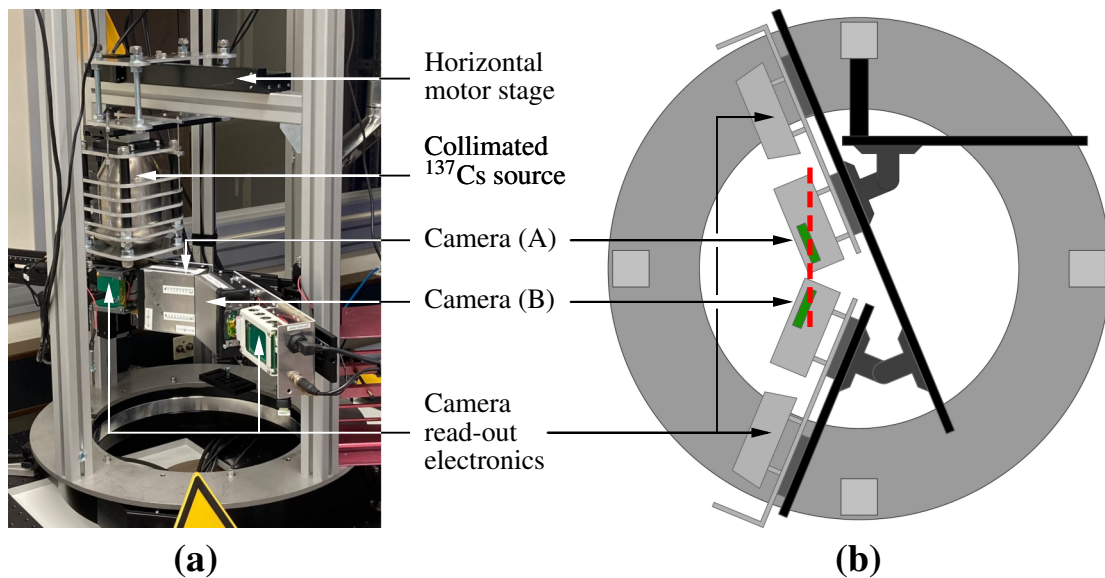 Horizontal
motor stage
Collimated
¹³⁷Cs source
Camera (A)
Camera (B)
Camera
read-out
electronics
(a)
(b)